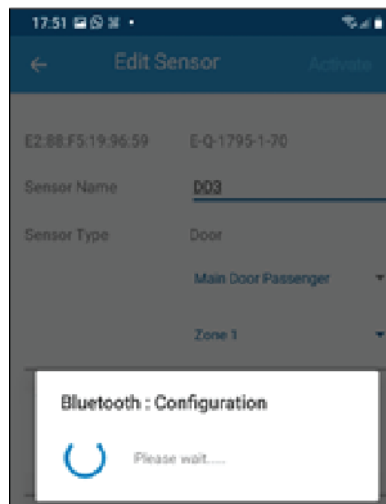 17:51
Edit Sensor Activate
E2:88:F5:19:96:59 E-Q-1795-1-70
Sensor Name DD3
Sensor Type Door
Main Door Passenger
Zone 1
Bluetooth : Configuration
Please wait.....